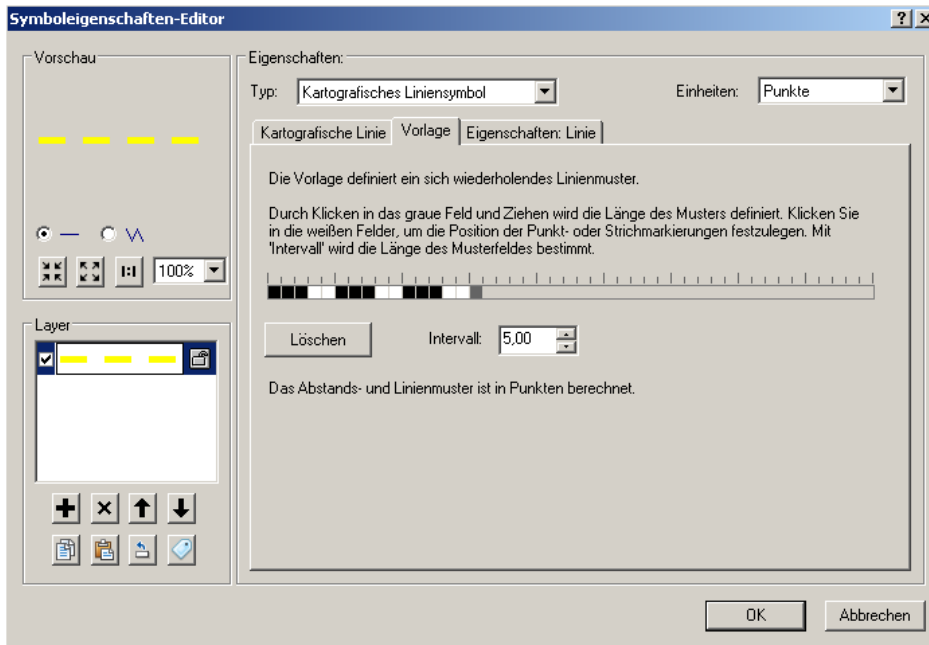 Symboleigenschaften-Editor
Vorschau
100%
Layer
Eigenschaften:
Typ: Kartografisches Liniensymbol Einheiten: Punkte
Kartografische Linie Vorlage Eigenschaften: Linie
Die Vorlage definiert ein sich wiederholendes Linienmuster.
Durch Klicken in das graue Feld und Ziehen wird die Länge des Musters definiert. Klicken Sie
in die weißen Felder, um die Position der Punkt- oder Strichmarkierungen festzulegen. Mit
'Intervall' wird die Länge des Musterfeldes bestimmt.
Löschen Intervall: 5,00
Das Abstands- und Linienmuster ist in Punkten berechnet.
OK Abbrechen